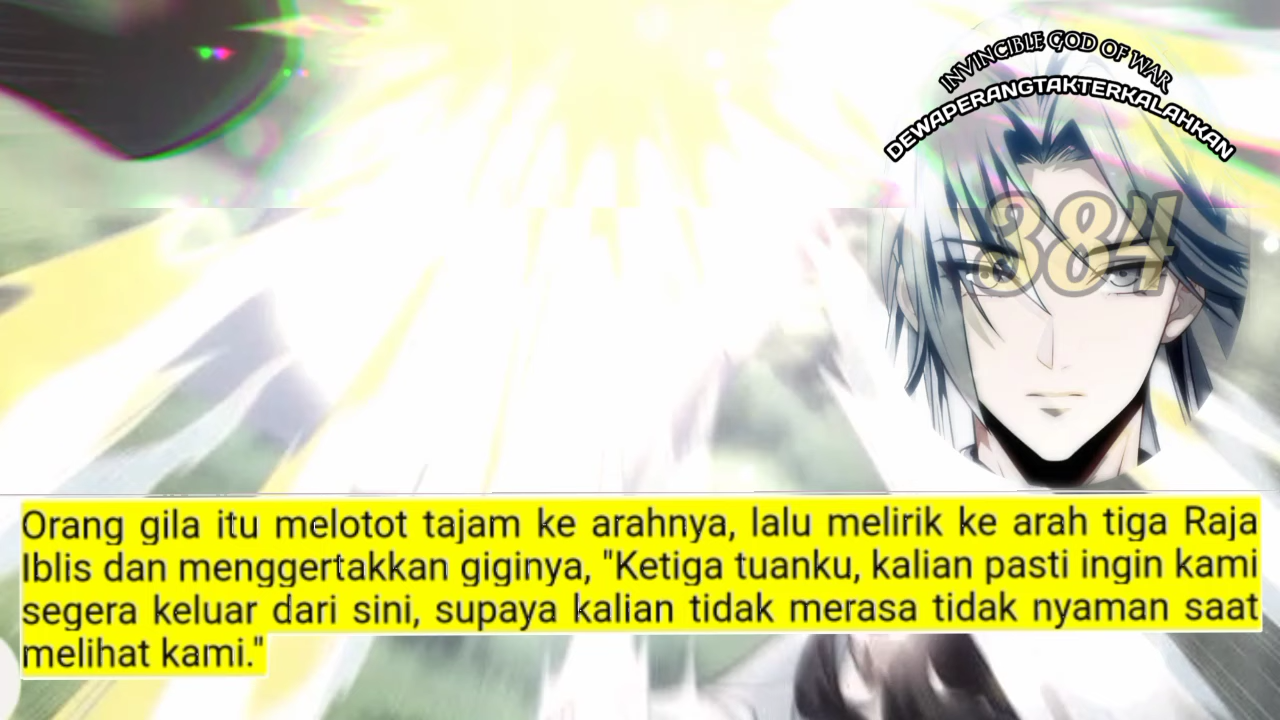 INVINCIBLE GOD OF WAR
DEWAPERANGTAKTERKALAHKAN
384
Orang gila itu melotot tajam ke arahnya, lalu melirik ke arah tiga Raja
Iblis dan menggertakkan giginya, "Ketiga tuanku, kalian pasti ingin kami
segera keluar dari sini, supaya kalian tidak merasa tidak nyaman saat
melihat kami."